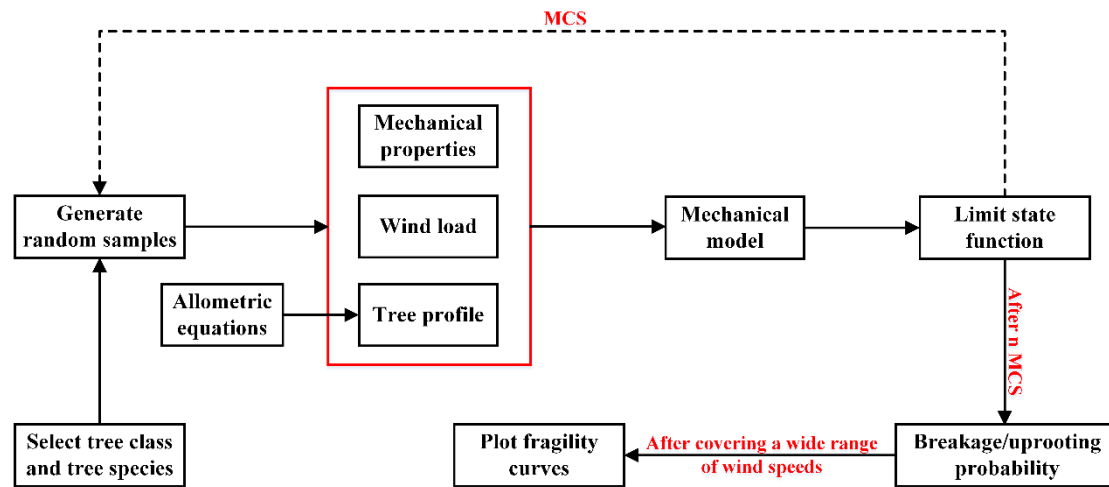 MCS
Mechanical
properties
Generate
random samples
Wind load
Mechanical
model
Limit state
function
Allometric
equations
Tree profile
After n MCS
Select tree class
and tree species
Plot fragility
curves
After covering a wide range
of wind speeds
Breakage/uprooting
probability